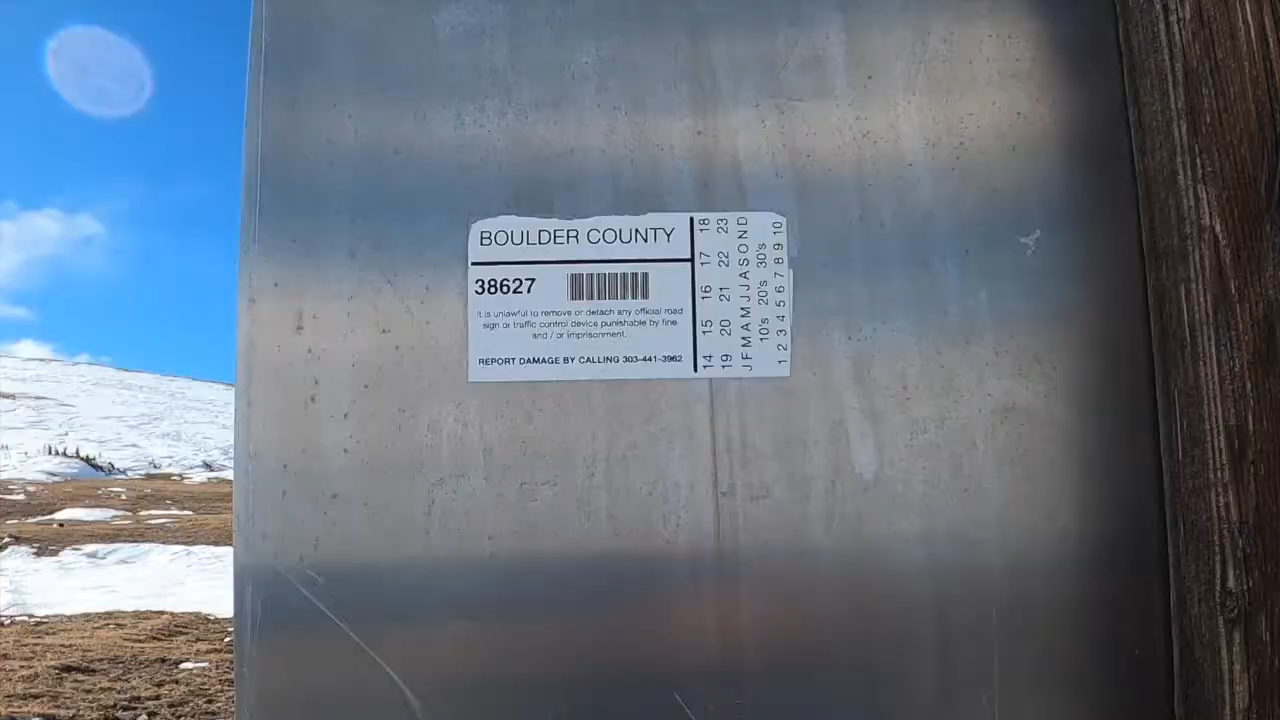 BOULDER COUNTY
38627
It is unlawful to remove or detach any official road
sign or traffic control device punishable by fine
and / or imprisonment.
REPORT DAMAGE BY CALLING 303-441-3962
14 15 16 17 18
19 20 21 22 23
J F M A M J J A S O N D
10's 20's 30's
1 2 3 4 5 6 7 8 9 10